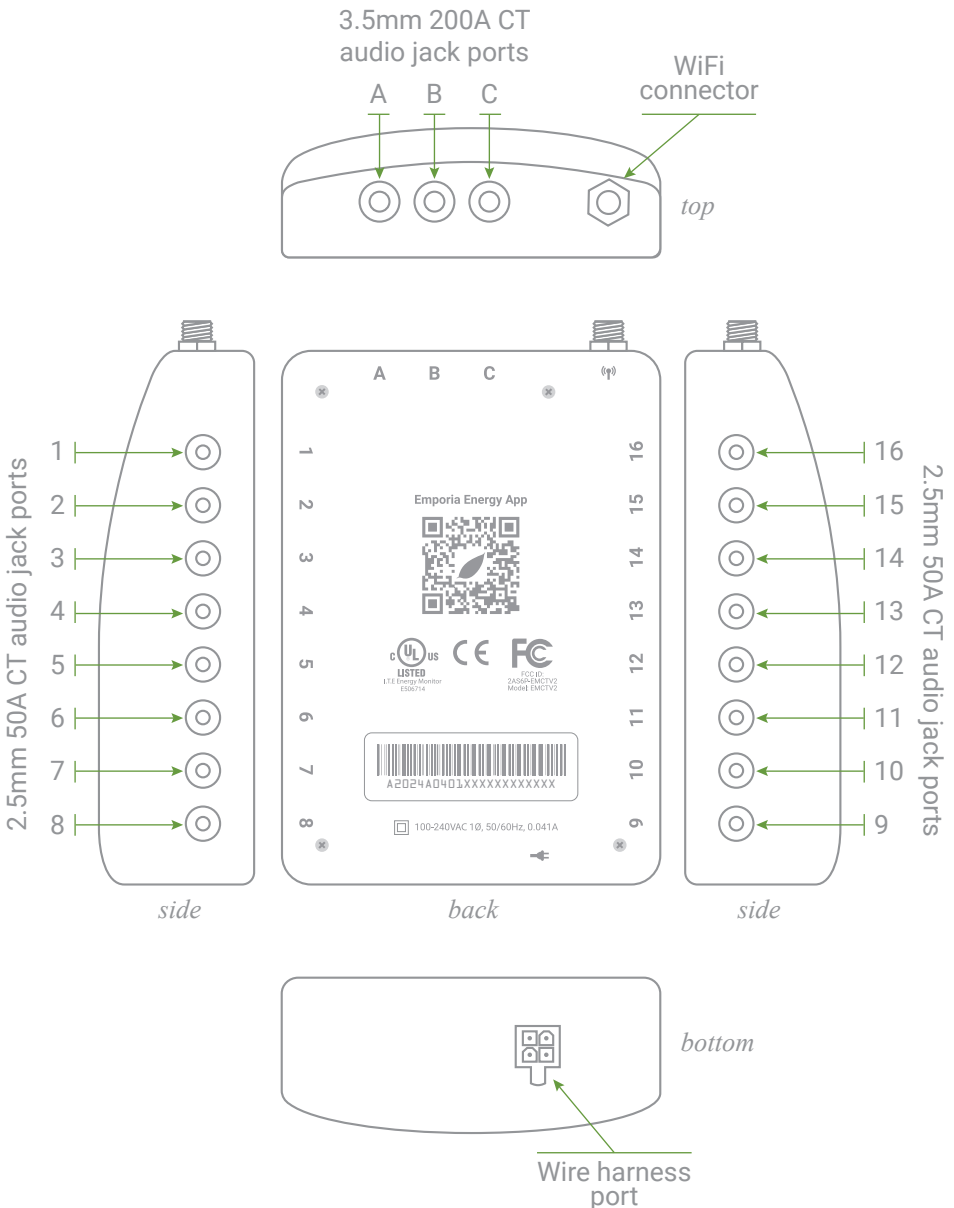 3.5mm 200A CT
audio jack ports
A B C
WiFi
connector
top
2.5mm 50A CT audio jack ports
1
2
3
4
5
6
7
8
side
A B C
1
2
3
4
5
6
7
8
16
15
14
13
12
11
10
9
Emporia Energy App
C UL US
LISTED
I.T.E Energy Monitor
E506714
CE
FC
FCC ID:
2AS6P-EMCTV2
Model: EMCTV2
A2024A0401XXXXXXXXXXXX
100-240VAC 1Ø, 50/60Hz, 0.041A
back
16
15
14
13
12
11
10
9
2.5mm 50A CT audio jack ports
side
bottom
Wire harness
port